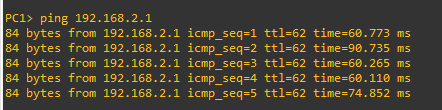 PC1> ping 192.168.2.1
84 bytes from 192.168.2.1 icmp_seq=1 ttl=62 time=60.773 ms
84 bytes from 192.168.2.1 icmp_seq=2 ttl=62 time=90.735 ms
84 bytes from 192.168.2.1 icmp_seq=3 ttl=62 time=60.265 ms
84 bytes from 192.168.2.1 icmp_seq=4 ttl=62 time=60.110 ms
84 bytes from 192.168.2.1 icmp_seq=5 ttl=62 time=74.852 ms